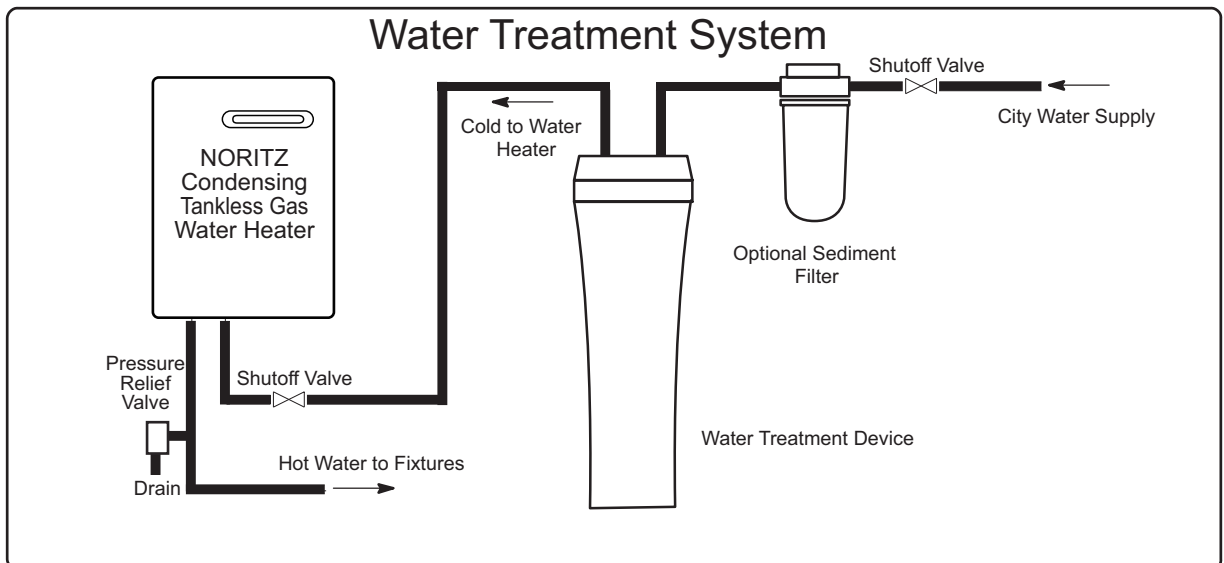 Water Treatment System
Shutoff Valve
City Water Supply
Cold to Water
Heater
NORITZ
Condensing
Tankless Gas
Water Heater
Optional Sediment
Filter
Pressure
Relief
Valve
Shutoff Valve
Water Treatment Device
Hot Water to Fixtures
Drain